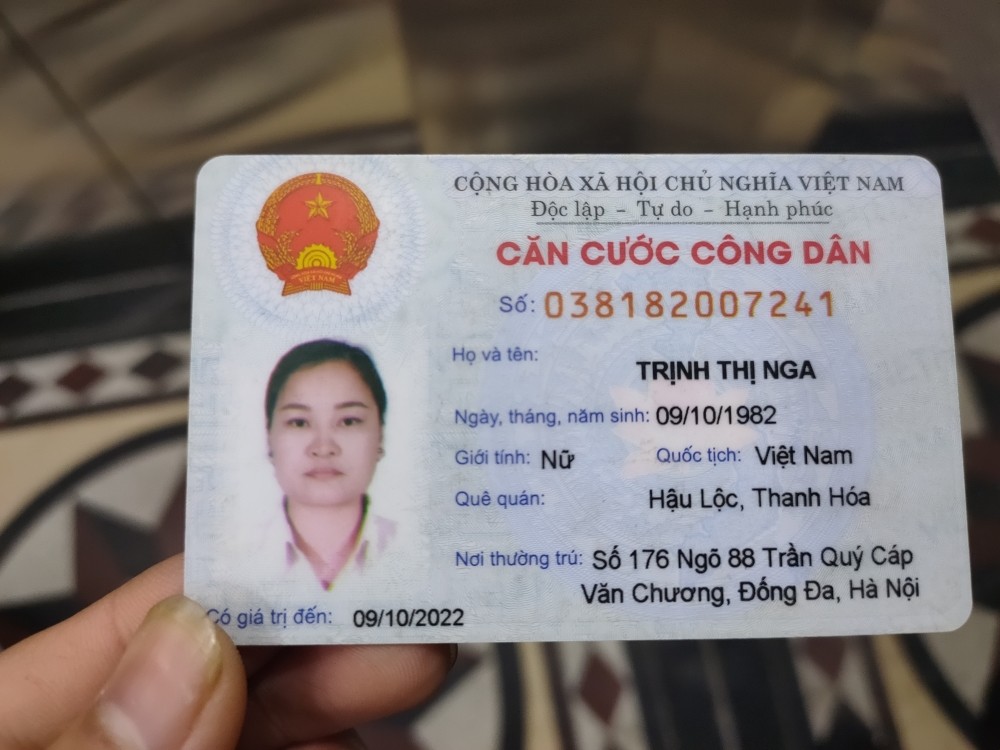 CỘNG HÒA XÃ HỘI CHỦ NGHĨA VIỆT NAM
Độc lập - Tự do - Hạnh phúc
CĂN CƯỚC CÔNG DÂN
Số: 038182007241
Họ và tên:
TRỊNH THỊ NGA
Ngày, tháng, năm sinh: 09/10/1982
Giới tính: Nữ Quốc tịch: Việt Nam
Quê quán: Hậu Lộc, Thanh Hóa
Nơi thường trú: Số 176 Ngõ 88 Trần Quý Cáp
Văn Chương, Đống Đa, Hà Nội
Có giá trị đến: 09/10/2022
VIỆT NAM